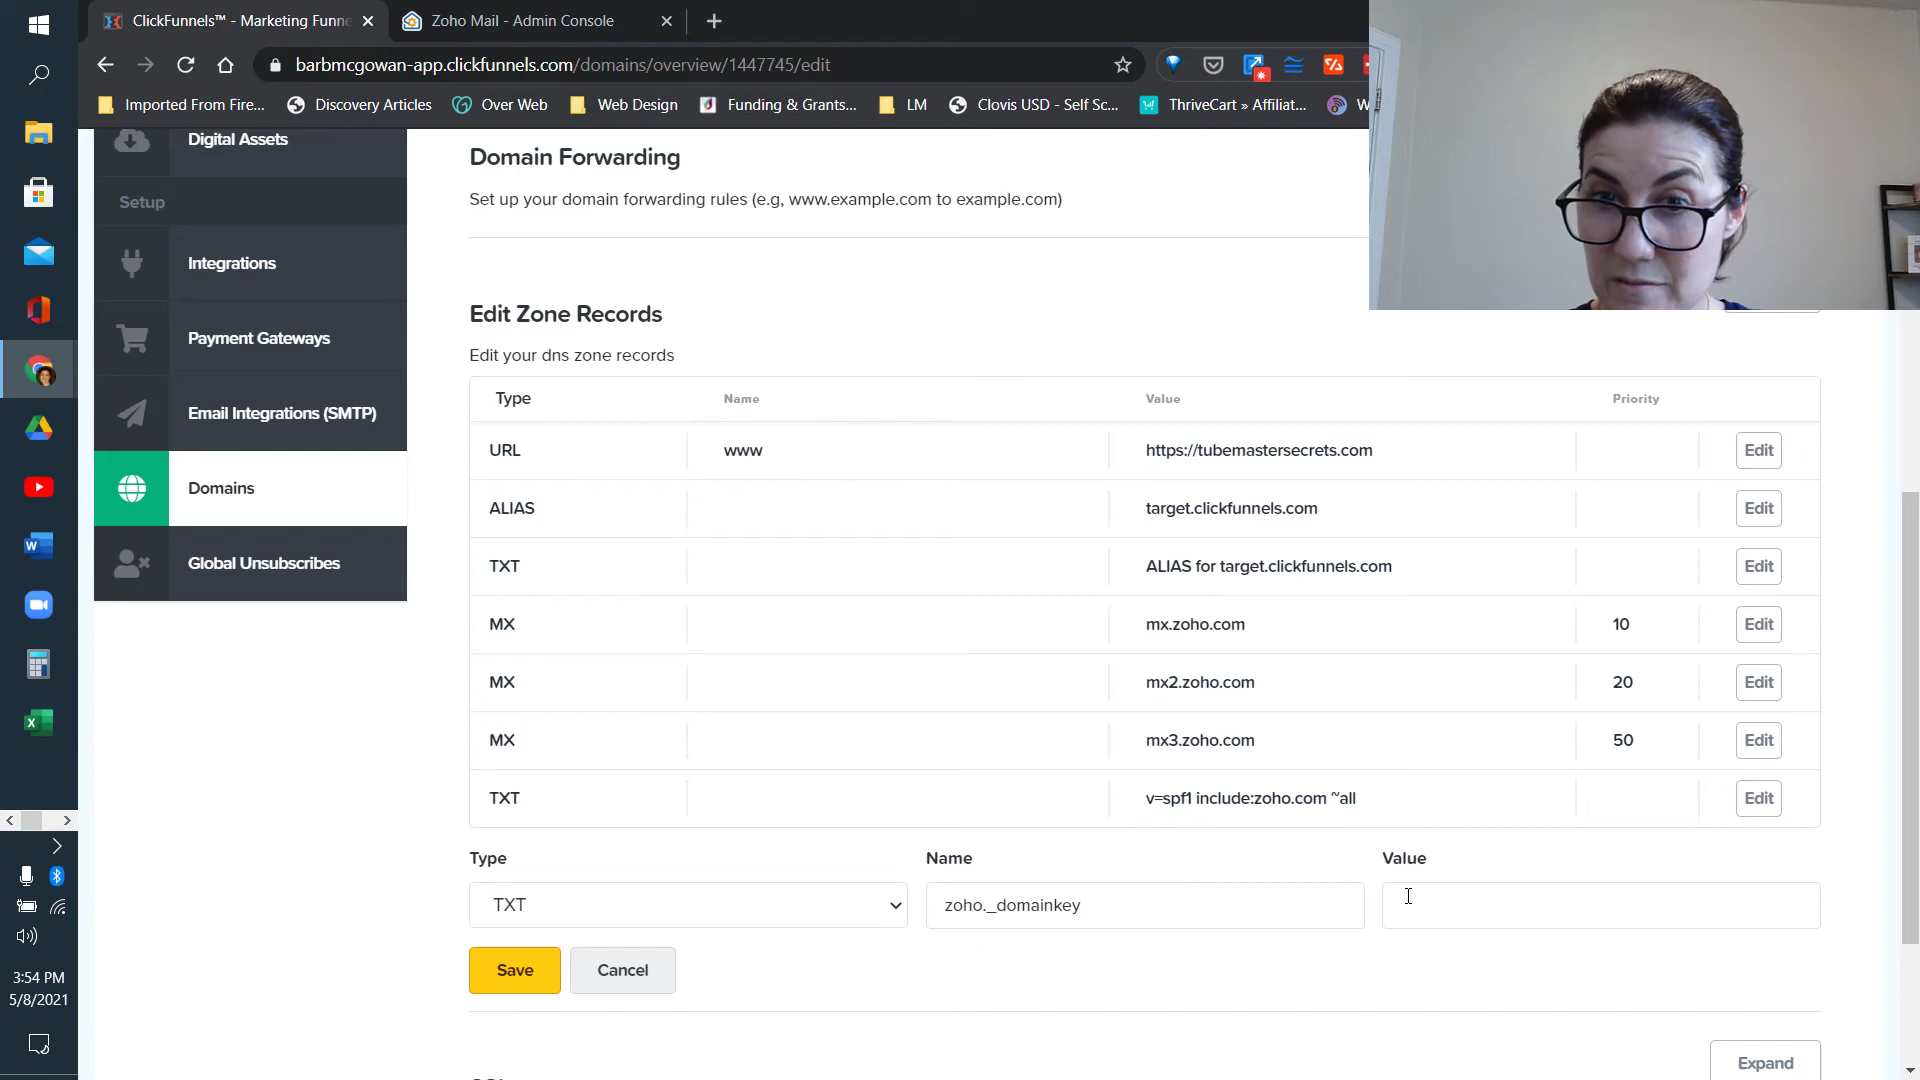 ClickFunnels™ - Marketing Funne
Zoho Mail - Admin Console
barbmcgowan-app.clickfunnels.com/domains/overview/1447745/edit
Imported From Fire...
Discovery Articles
Over Web
Web Design
Funding & Grants...
LM
Clovis USD - Self Sc...
ThriveCart » Affiliat...
W
Digital Assets
Setup
Integrations
Payment Gateways
Email Integrations (SMTP)
Domains
Global Unsubscribes
Domain Forwarding
Set up your domain forwarding rules (e.g, www.example.com to example.com)
Edit Zone Records
Edit your dns zone records
Type Name Value Priority
URL www https://tubemastersecrets.com Edit
ALIAS target.clickfunnels.com Edit
TXT ALIAS for target.clickfunnels.com Edit
MX mx.zoho.com 10 Edit
MX mx2.zoho.com 20 Edit
MX mx3.zoho.com 50 Edit
TXT v=spf1 include:zoho.com ~all Edit
Type Name Value
TXT zoho._domainkey
Save Cancel
Expand
3:54 PM
5/8/2021